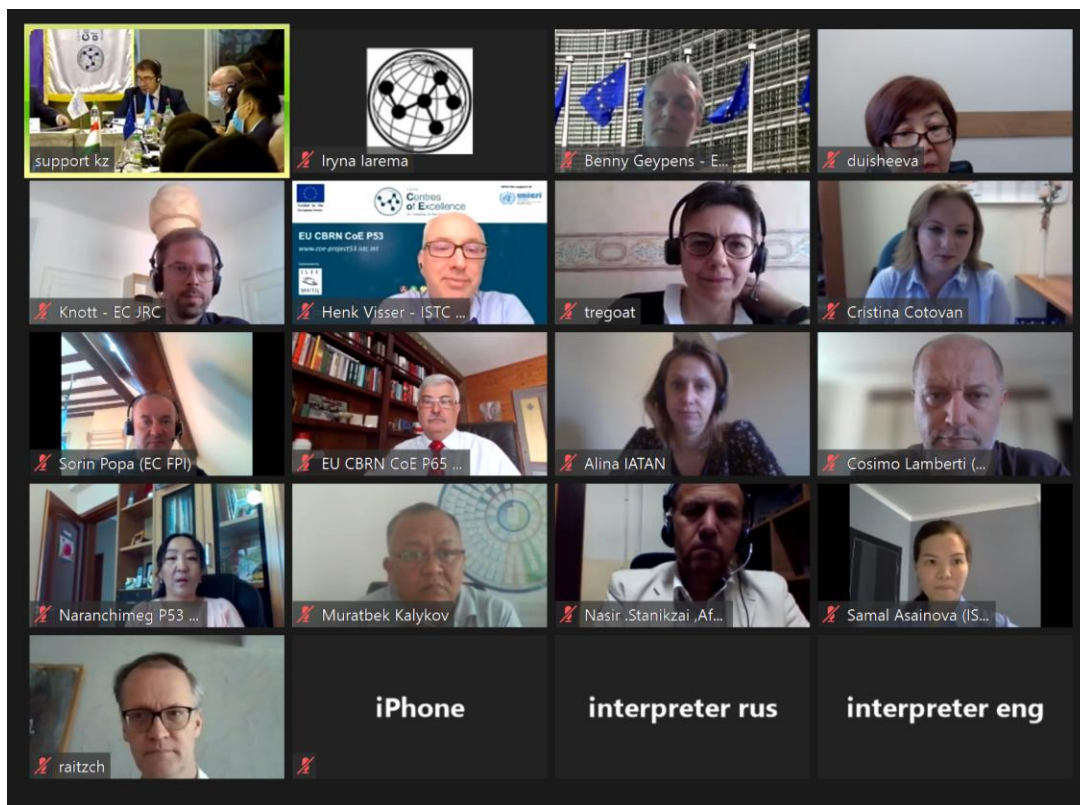 support kz
Iryna Iarema
Benny Geypens - E...
duisheeva
Knott - EC JRC
Centres
of Excellence
unicri
EU CBRN CoE P53
www.coe-project53.istc.int
Henk Visser - ISTC ...
tregoat
Cristina Cotovan
Sorin Popa (EC FPI)
EU CBRN CoE P65 ...
Alina IATAN
Cosimo Lamberti (...
Naranchimeg P53 ...
Muratbek Kalykov
Nasir .Stanikzai ,Af...
Samal Asainova (IS...
raitzch
iPhone
interpreter rus
interpreter eng